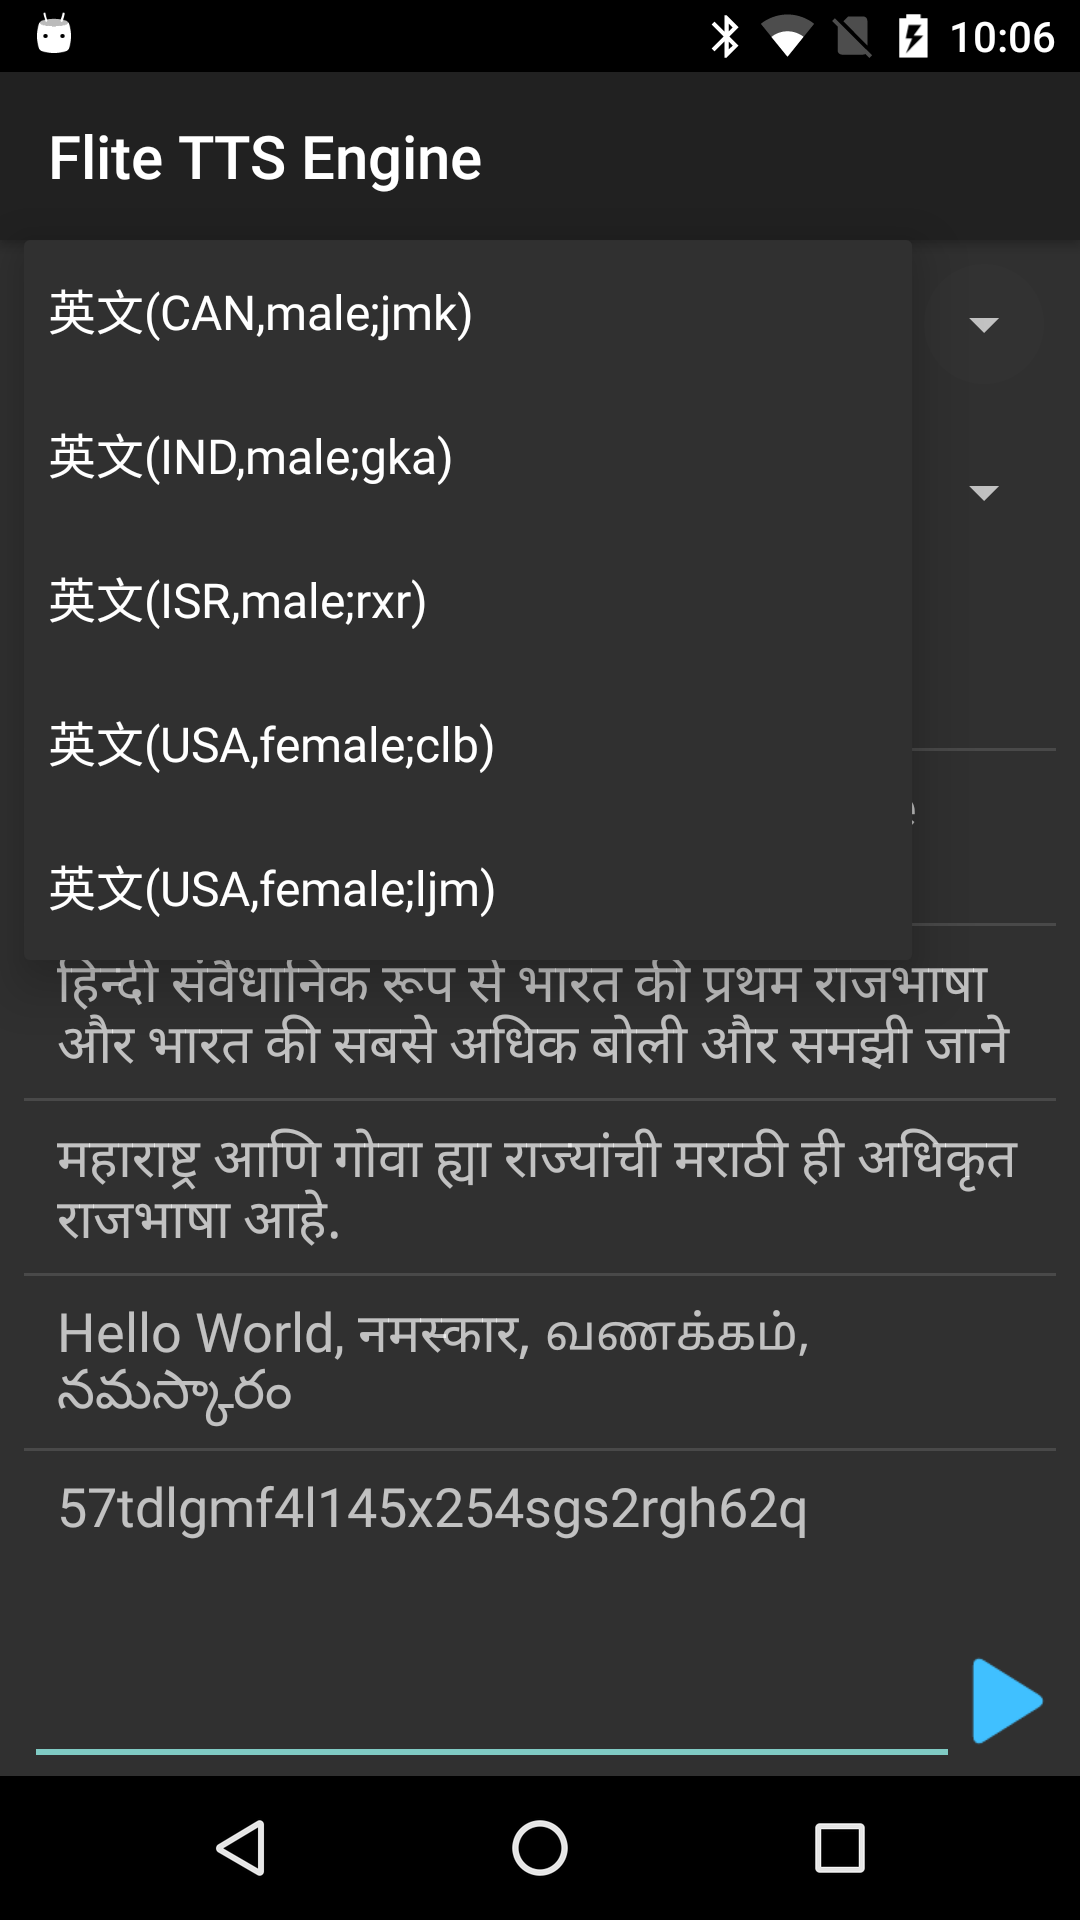 10:06
Flite TTS Engine
英文(CAN,male;jmk)
英文(IND,male;gka)
英文(ISR,male;rxr)
英文(USA,female;clb)
英文(USA,female;ljm)
हिन्दी संवैधानिक रूप से भारत की प्रथम राजभाषा
और भारत की सबसे अधिक बोली और समझी जाने
महाराष्ट्र आणि गोवा ह्या राज्यांची मराठी ही अधिकृत
राजभाषा आहे.
Hello World, नमस्कार, வணக்கம்,
నమస్కారం
57tdlgmf4l145x254sgs2rgh62q